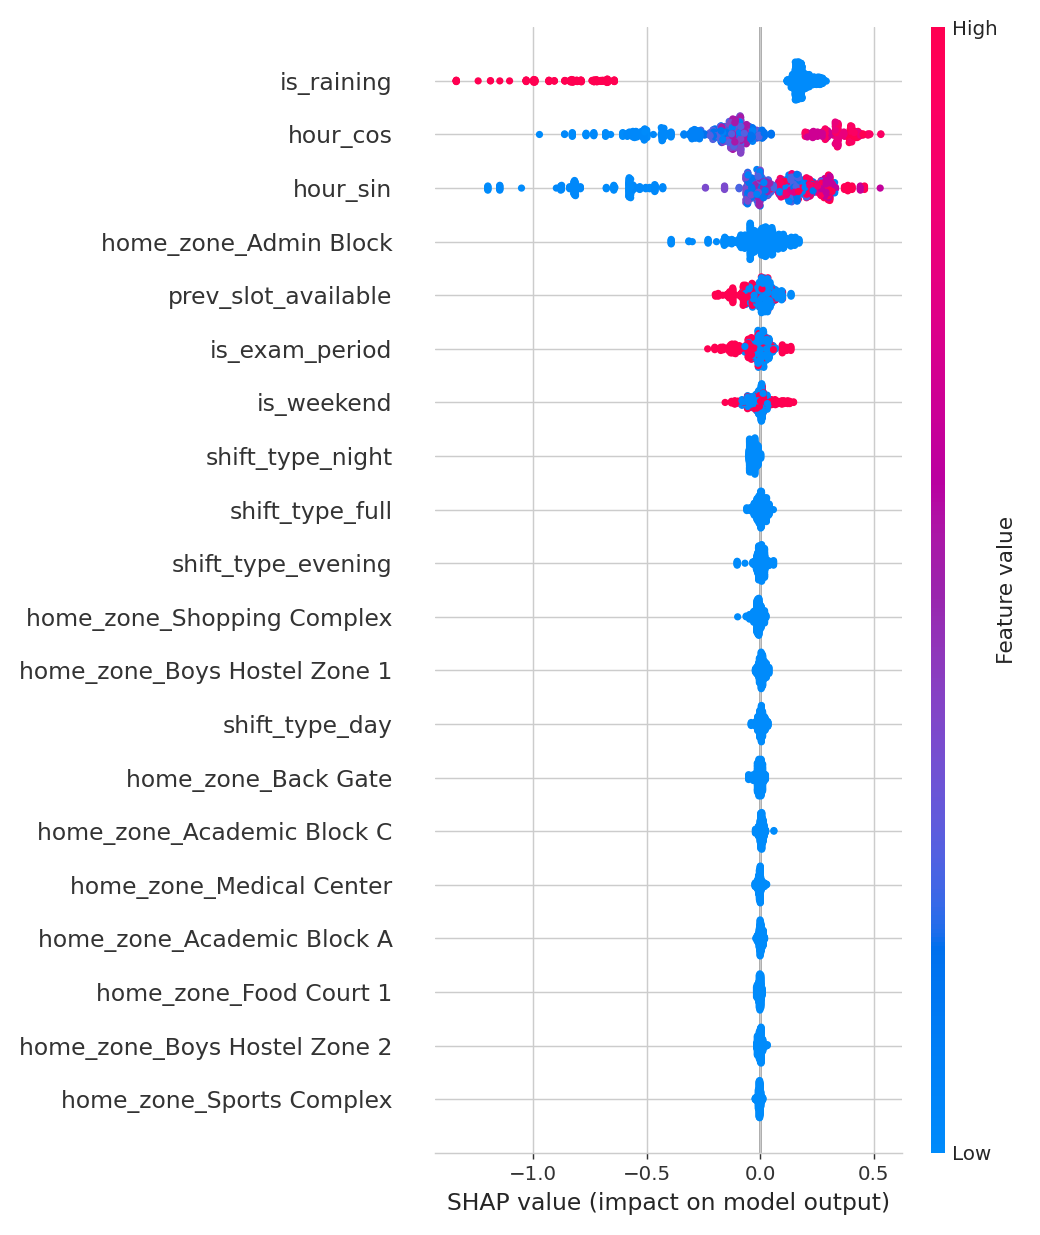 High
is_raining
hour_cos
hour_sin
home_zone_Admin Block
prev_slot_available
is_exam_period
is_weekend
shift_type_night
shift_type_full
shift_type_evening
home_zone_Shopping Complex
home_zone_Boys Hostel Zone 1
shift_type_day
home_zone_Back Gate
home_zone_Academic Block C
home_zone_Medical Center
home_zone_Academic Block A
home_zone_Food Court 1
home_zone_Boys Hostel Zone 2
home_zone_Sports Complex
Feature value
Low
−1.0 −0.5 0.0 0.5
SHAP value (impact on model output)